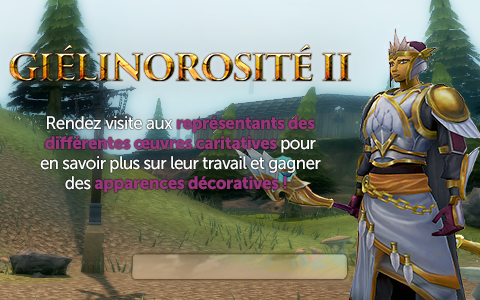 GIÉLINOROSITÉ II
Rendez visite aux représentants des
différentes œuvres caritatives pour
en savoir plus sur leur travail et gagner
des apparences décoratives !